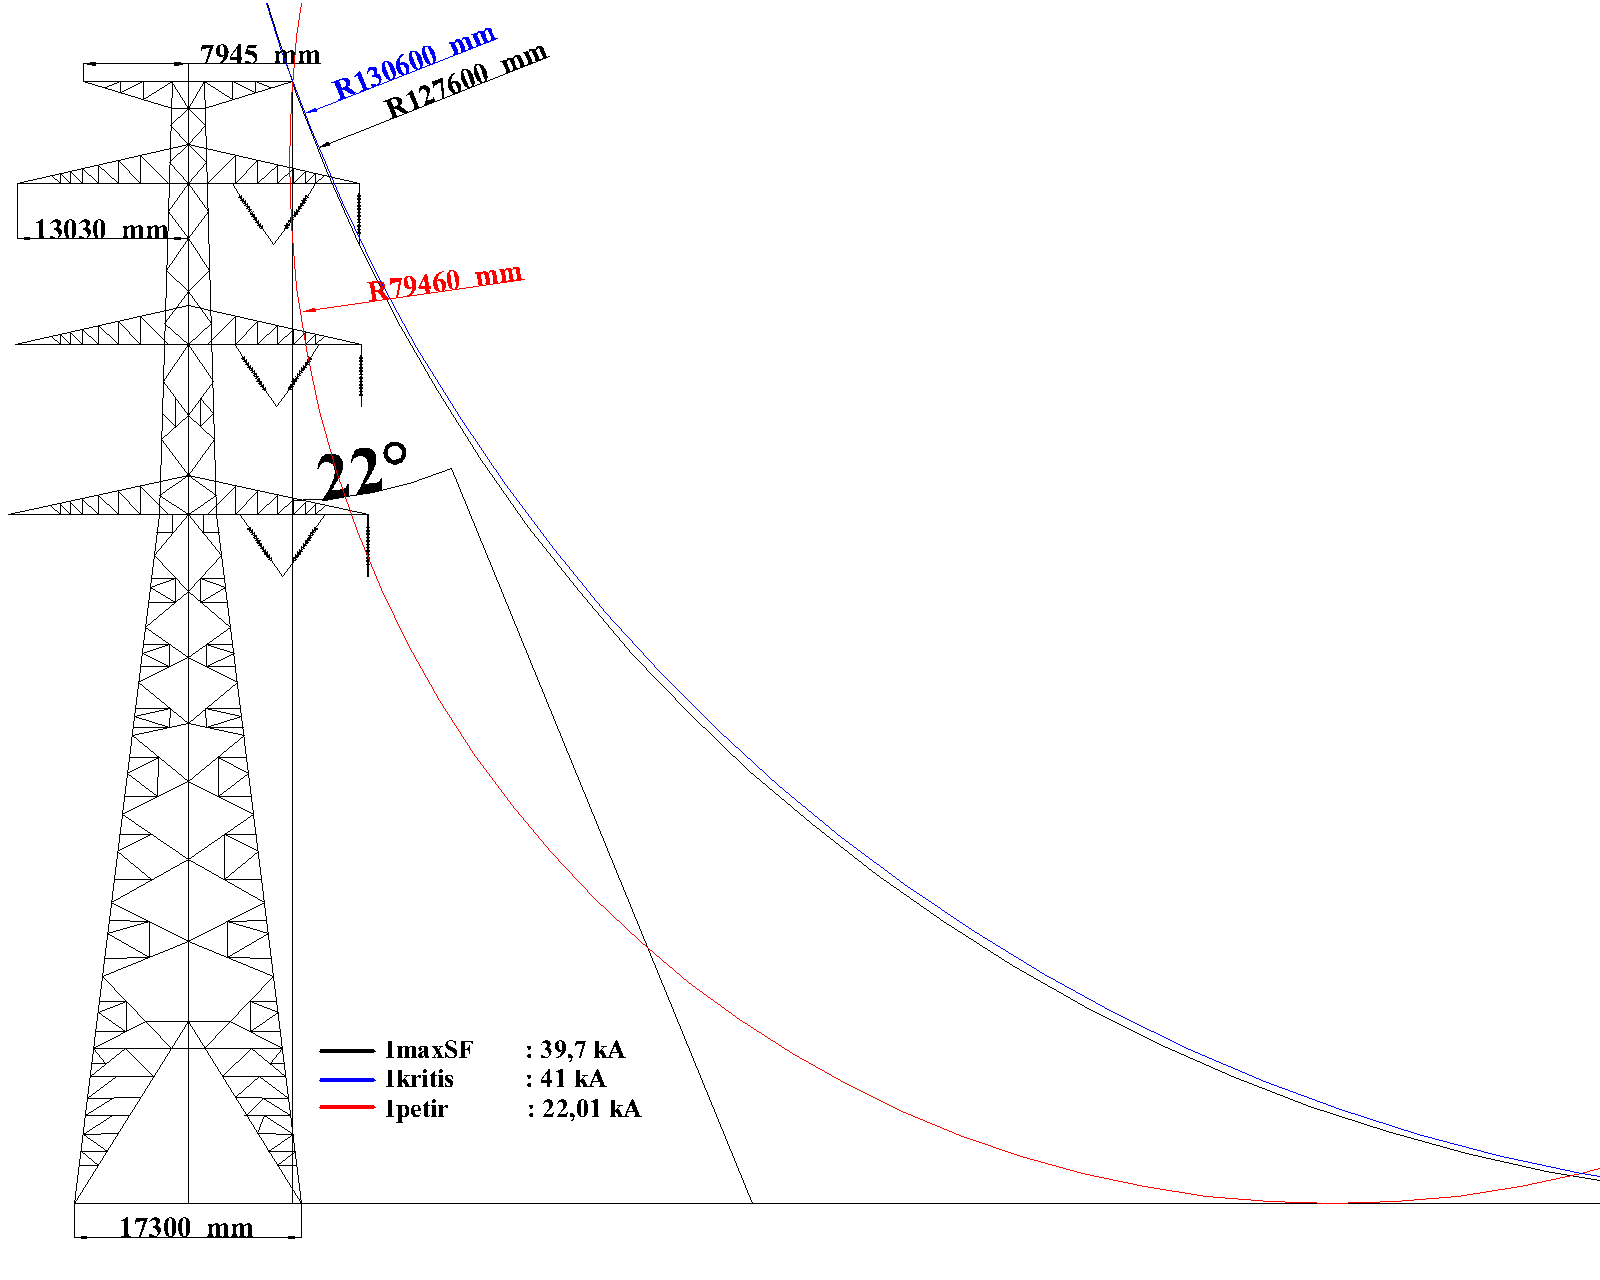 7945 mm
R130600 mm
R127600 mm
13030 mm
R79460 mm
22°
ImaxSF : 39,7 kA
Ikritis : 41 kA
Ipetir : 22,01 kA
17300 mm